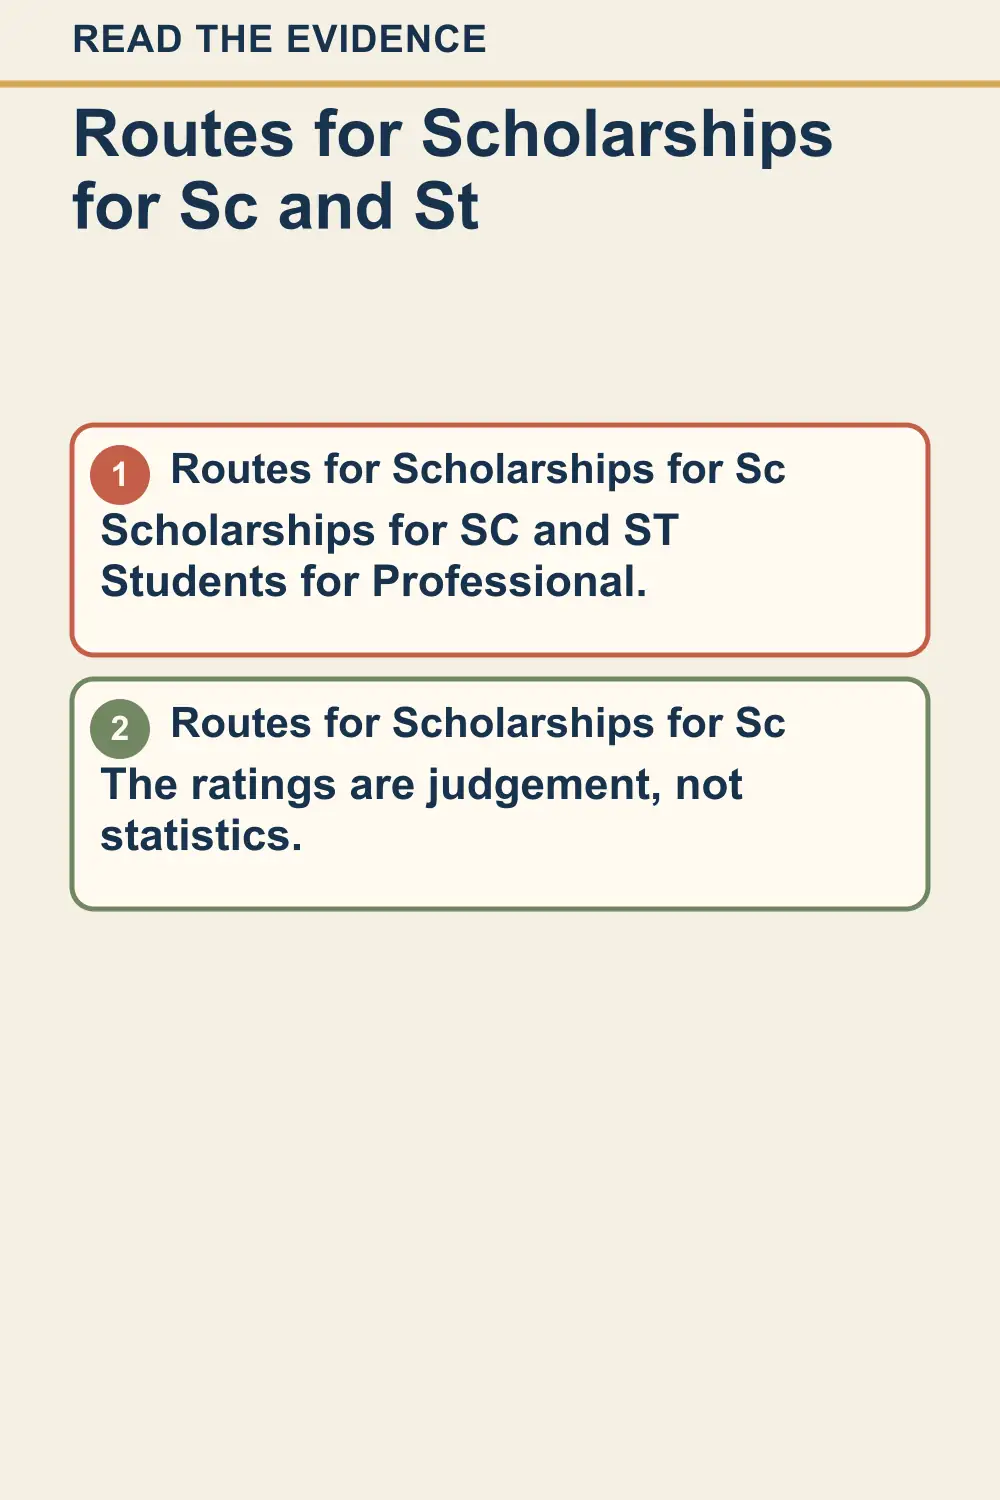 READ THE EVIDENCE
Routes for Scholarships
for Sc and St
1
Routes for Scholarships for Sc
Scholarships for SC and ST
Students for Professional.
2
Routes for Scholarships for Sc
The ratings are judgement, not
statistics.